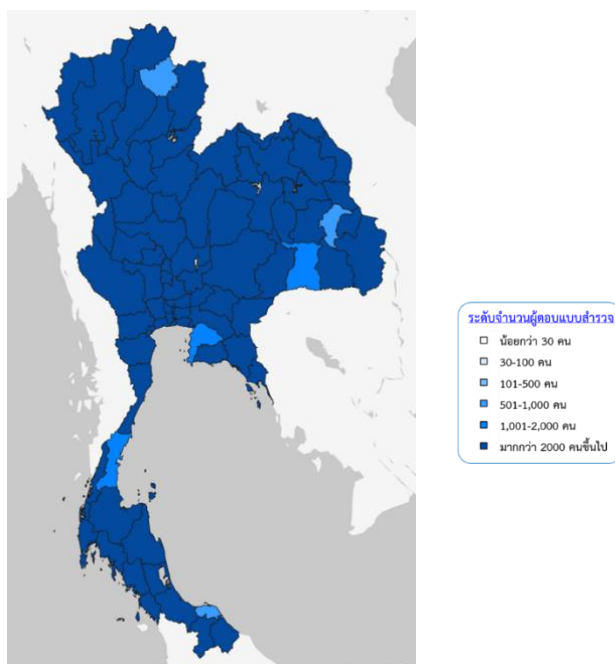 ระดับจำนวนผู้ตอบแบบสำรวจ
น้อยกว่า 30 คน
30-100 คน
101-500 คน
501-1,000 คน
1,001-2,000 คน
มากกว่า 2000 คนขึ้นไป